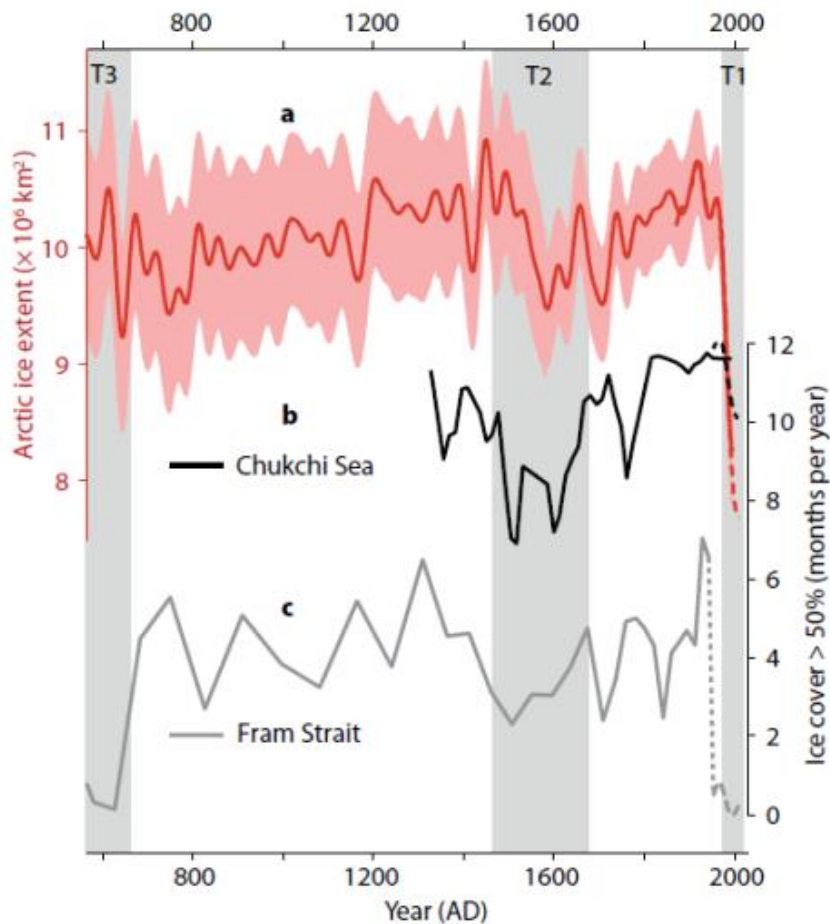 800 1200 1600 2000
T3 T2 T1
a
11
10
9
8
Arctic ice extent (× 10⁶ km²)
b
Chukchi Sea
c
Fram Strait
12
10
8
6
4
2
0
Ice cover > 50% (months per year)
800 1200 1600 2000
Year (AD)